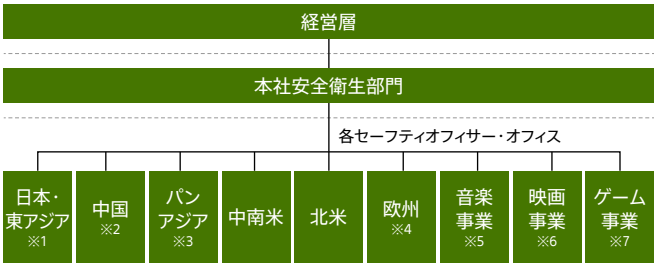 経営層
本社安全衛生部門
各セーフティオフィサー・オフィス
日本・
東アジア
※1
中国
※2
パン
アジア
※3
中南米
北米
欧州
※4
音楽
事業
※5
映画
事業
※6
ゲーム
事業
※7